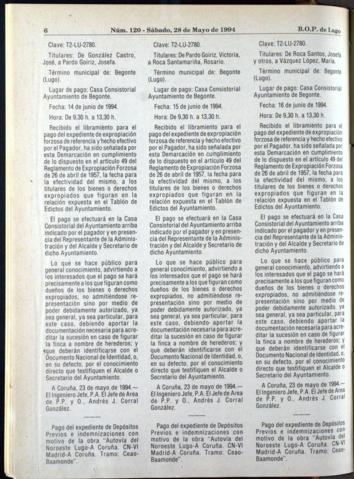 6 Núm. 120 - Sábado, 28 de Mayo de 1994 B.O.P. de Lugo
Clave: T2-LU-2780.
Titulares: De González Castro,
José, a Pardo Goiriz, Josefa.
Término municipal de: Begonte
(Lugo).
Lugar de pago: Casa Consistorial
Ayuntamiento de Begonte.
Fecha: 14 de junio de 1994.
Hora: De 9,30 h. a 13,30 h.
Recibido el libramiento para el
pago del expediente de expropiación
forzosa de referencia y hecho efectivo
por el Pagador, ha sido señalada por
esta Demarcación en cumplimiento
de lo dispuesto en el artículo 49 del
Reglamento de Expropiación Forzosa
de 26 de abril de 1957, la fecha para
la efectividad del mismo, a los
titulares de los bienes o derechos
expropiados que figuran en la
relación expuesta en el Tablón de
Edictos del Ayuntamiento.
El pago se efectuará en la Casa
Consistorial del Ayuntamiento arriba
indicado por el pagador y en presen-
cia del Representante de la Adminis-
tración y del Alcalde y Secretario de
dicho Ayuntamiento.
Lo que se hace público para
general conocimiento, advirtiendo a
los interesados que el pago se hará
precisamente a los que figuran como
dueños de los bienes o derechos
expropiados, no admitiéndose re-
presentación sino por medio de
poder debidamente autorizado, ya
sea general, ya sea particular, para
este caso, debiendo aportar la
documentación necesaria para acre-
ditar la sucesión en caso de figurar
la finca a nombre de herederos; y
que deberán identificarse con el
Documento Nacional de Identidad, o,
en su defecto, por el conocimiento
directo que testifiquen el Alcalde o
Secretario del Ayuntamiento.
A Coruña, 23 de mayo de 1994.—
El Ingeniero Jefe, P.A. El Jefe de Area
de P.P. y O., Andrés J. Corral
González.
Pago del expediente de Depósitos
Previos e indemnizaciones con
motivo de la obra "Autovía del
Noroeste Lugo-A Coruña. CN-VI
Madrid-A Coruña. Tramo: Ceao-
Baamonde".
Clave: T2-LU-2780.
Titulares: De Pardo Goiriz, Victoria,
a Roca Santamariña, Rosario.
Término municipal de: Begonte
(Lugo).
Lugar de pago: Casa Consistorial
Ayuntamiento de Begonte.
Fecha: 15 de junio de 1994.
Hora: De 9,30 h. a 13,30 h.
Recibido el libramiento para el
pago del expediente de expropiación
forzosa de referencia y hecho efectivo
por el Pagador, ha sido señalada por
esta Demarcación en cumplimiento
de lo dispuesto en el artículo 49 del
Reglamento de Expropiación Forzosa
de 26 de abril de 1957, la fecha para
la efectividad del mismo, a los
titulares de los bienes o derechos
expropiados que figuran en la
relación expuesta en el Tablón de
Edictos del Ayuntamiento.
El pago se efectuará en la Casa
Consistorial del Ayuntamiento arriba
indicado por el pagador y en presen-
cia del Representante de la Adminis-
tración y del Alcalde y Secretario de
dicho Ayuntamiento.
Lo que se hace público para
general conocimiento, advirtiendo a
los interesados que el pago se hará
precisamente a los que figuran como
dueños de los bienes o derechos
expropiados, no admitiéndose re-
presentación sino por medio de
poder debidamente autorizado, ya
sea general, ya sea particular, para
este caso, debiendo aportar la
documentación necesaria para acre-
ditar la sucesión en caso de figurar
la finca a nombre de herederos; y
que deberán identificarse con el
Documento Nacional de Identidad, o,
en su defecto, por el conocimiento
directo que testifiquen el Alcalde o
Secretario del Ayuntamiento.
A Coruña, 23 de mayo de 1994.—
El Ingeniero Jefe, P.A. El Jefe de Area
de P.P. y O., Andrés J. Corral
González.
Pago del expediente de Depósitos
Previos e indemnizaciones con
motivo de la obra "Autovía del
Noroeste Lugo-A Coruña. CN-VI
Madrid-A Coruña. Tramo: Ceao-
Baamonde".
Clave: T2-LU-2780.
Titulares: De Roca Santos, Josefa
y otros, a Vázquez López, María.
Término municipal de: Begonte
(Lugo).
Lugar de pago: Casa Consistorial
Ayuntamiento de Begonte.
Fecha: 16 de junio de 1994.
Hora: De 9,30 h. a 13,30 h.
Recibido el libramiento para el
pago del expediente de expropiación
forzosa de referencia y hecho efectivo
por el Pagador, ha sido señalada por
esta Demarcación en cumplimiento
de lo dispuesto en el artículo 49 del
Reglamento de Expropiación Forzosa
de 26 de abril de 1957, la fecha para
la efectividad del mismo, a los
titulares de los bienes o derechos
expropiados que figuran en la
relación expuesta en el Tablón de
Edictos del Ayuntamiento.
El pago se efectuará en la Casa
Consistorial del Ayuntamiento arriba
indicado por el pagador y en presen-
cia del Representante de la Adminis-
tración y del Alcalde y Secretario de
dicho Ayuntamiento.
Lo que se hace público para
general conocimiento, advirtiendo a
los interesados que el pago se hará
precisamente a los que figuran como
dueños de los bienes o derechos
expropiados, no admitiéndose re-
presentación sino por medio de
poder debidamente autorizado, ya
sea general, ya sea particular, para
este caso, debiendo aportar la
documentación necesaria para acre-
ditar la sucesión en caso de figurar
la finca a nombre de herederos; y
que deberán identificarse con el
Documento Nacional de Identidad, o,
en su defecto, por el conocimiento
directo que testifiquen el Alcalde o
Secretario del Ayuntamiento.
A Coruña, 23 de mayo de 1994.—
El Ingeniero Jefe, P.A. El Jefe de Area
de P.P. y O., Andrés J. Corral
González.
Pago del expediente de Depósitos
Previos e indemnizaciones con
motivo de la obra "Autovía del
Noroeste Lugo-A Coruña. CN-VI
Madrid-A Coruña. Tramo: Ceao-
Baamonde".